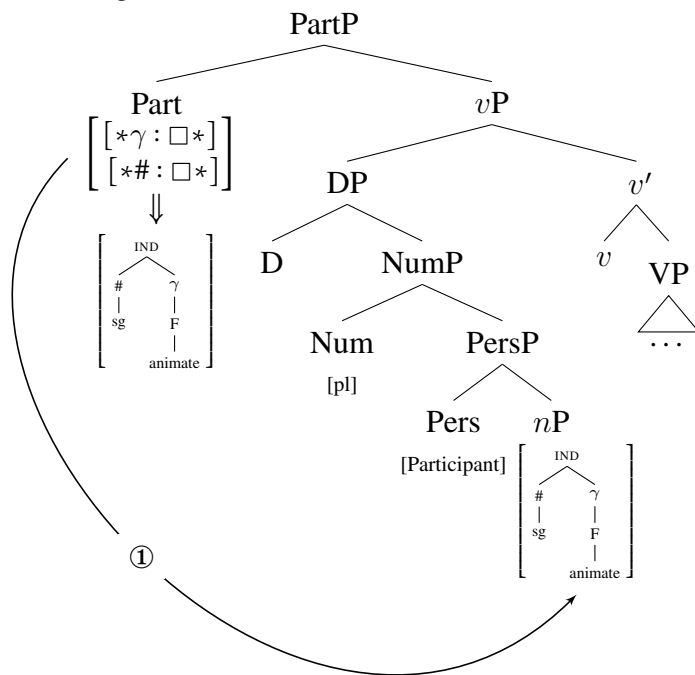 PartP
Part
vP
[*γ : □*]
[*#: □*]
⇓
DP
v′
D
NumP
v
VP
...
IND
# γ
sg F
animate
Num
PersP
[pl]
Pers
nP
[Participant]
IND
# γ
sg F
animate
①